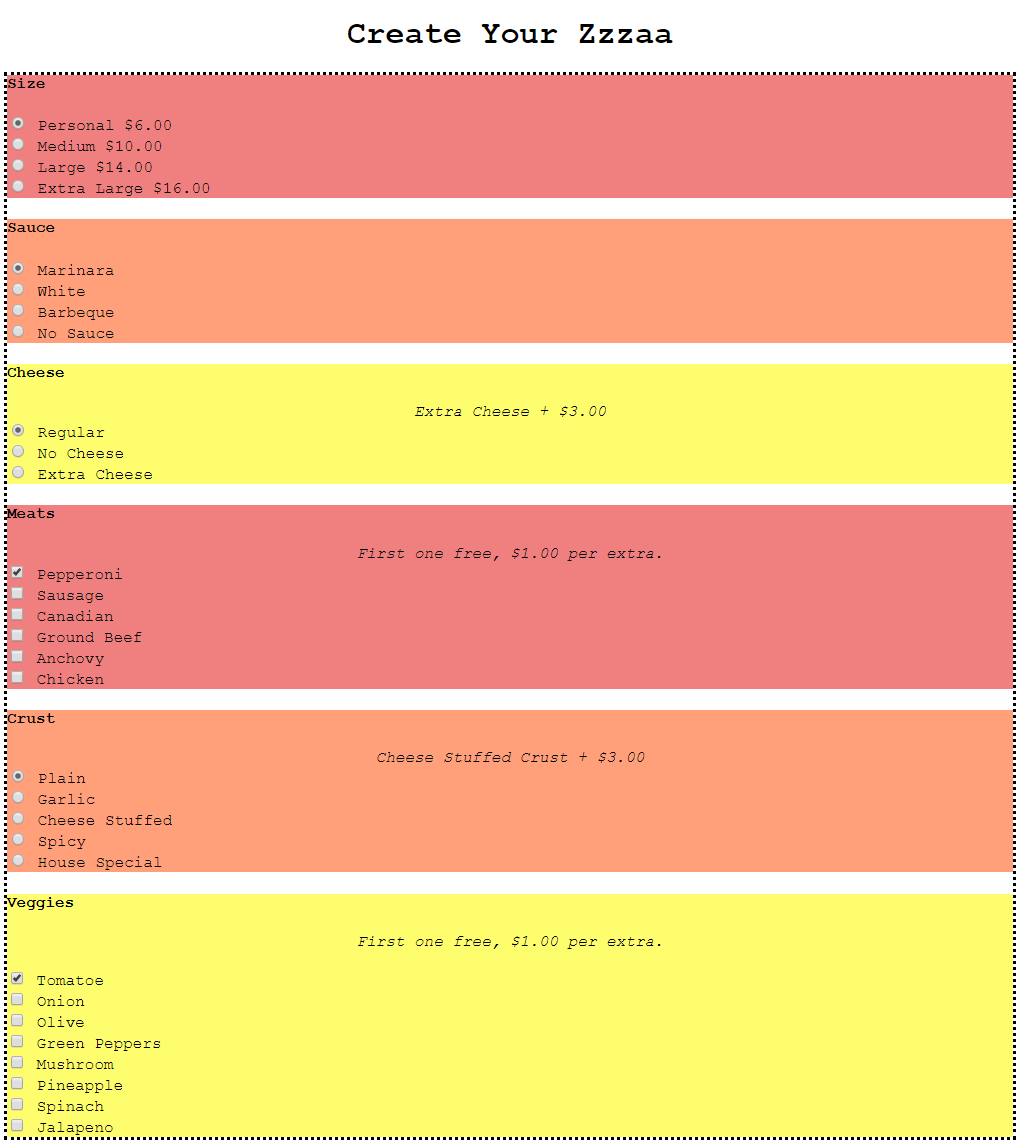 Create Your Zzzaa
Size
Personal $6.00
Medium $10.00
Large $14.00
Extra Large $16.00
Sauce
Marinara
White
Barbeque
No Sauce
Cheese
Extra Cheese + $3.00
Regular
No Cheese
Extra Cheese
Meats
First one free, $1.00 per extra.
Pepperoni
Sausage
Canadian
Ground Beef
Anchovy
Chicken
Crust
Cheese Stuffed Crust + $3.00
Plain
Garlic
Cheese Stuffed
Spicy
House Special
Veggies
First one free, $1.00 per extra.
Tomatoe
Onion
Olive
Green Peppers
Mushroom
Pineapple
Spinach
Jalapeno